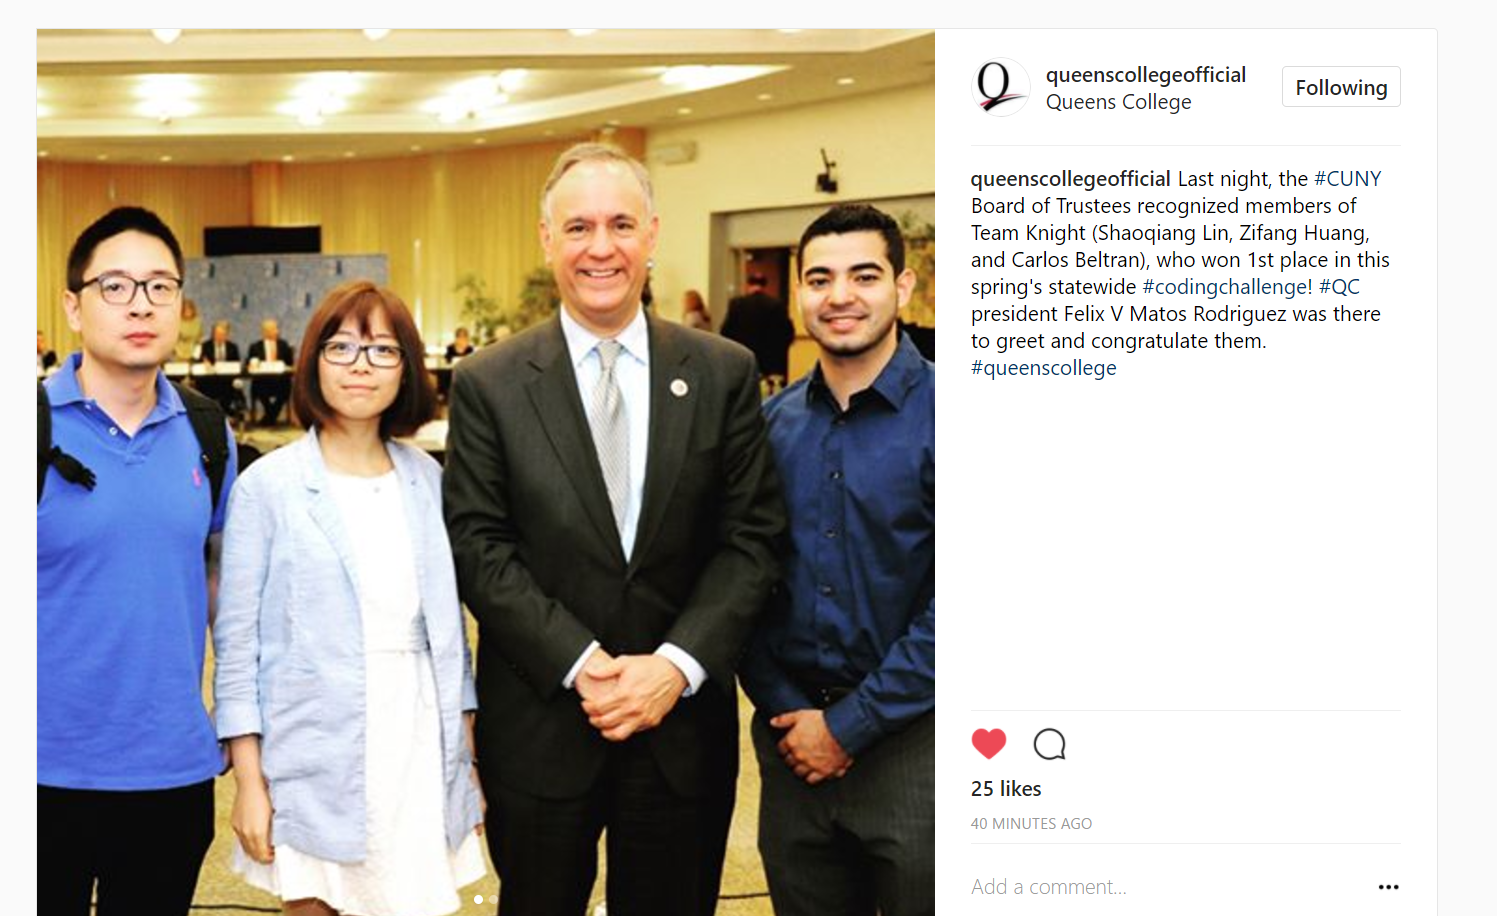 queenscollegeofficial
Queens College
Following
queenscollegeofficial Last night, the #CUNY
Board of Trustees recognized members of
Team Knight (Shaoqiang Lin, Zifang Huang,
and Carlos Beltran), who won 1st place in this
spring's statewide #codingchallenge! #QC
president Felix V Matos Rodriguez was there
to greet and congratulate them.
#queenscollege
25 likes
40 MINUTES AGO
Add a comment...